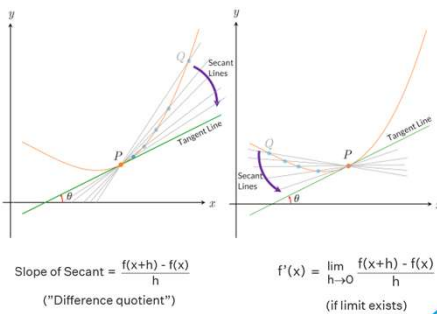 y
Q
Secant
Lines
Tangent Line
P
θ
x
y
Q
Tangent Line
P
Secant
Lines
θ
x
Slope of Secant = f(x+h) - f(x) / h
("Difference quotient")
f'(x) = lim h→0 f(x+h) - f(x) / h
(if limit exists)